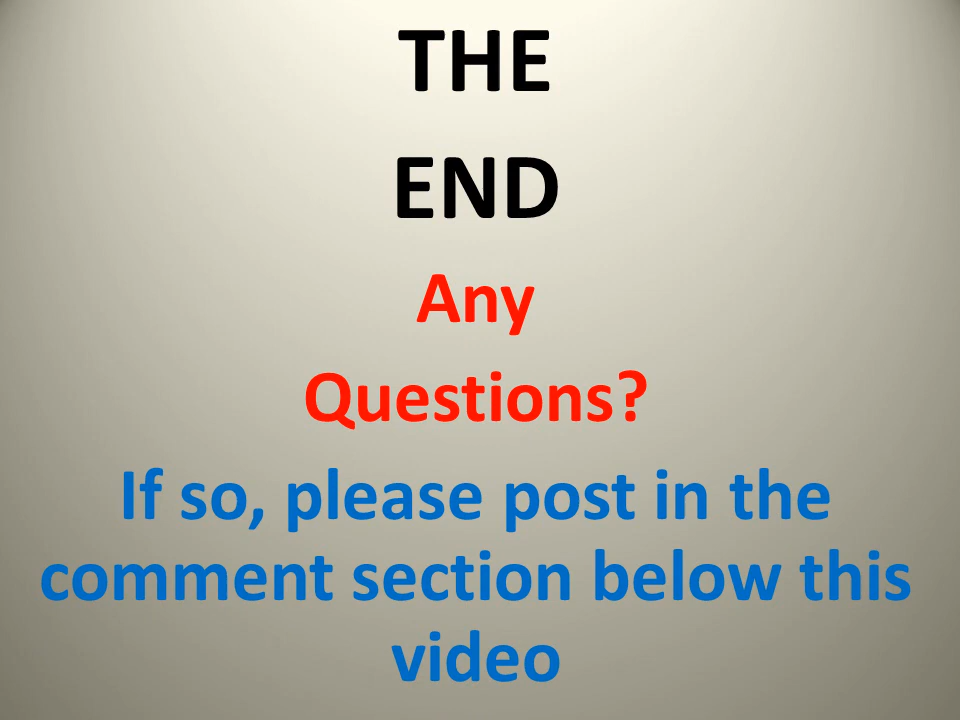 THE
END
Any
Questions?
If so, please post in the
comment section below this
video